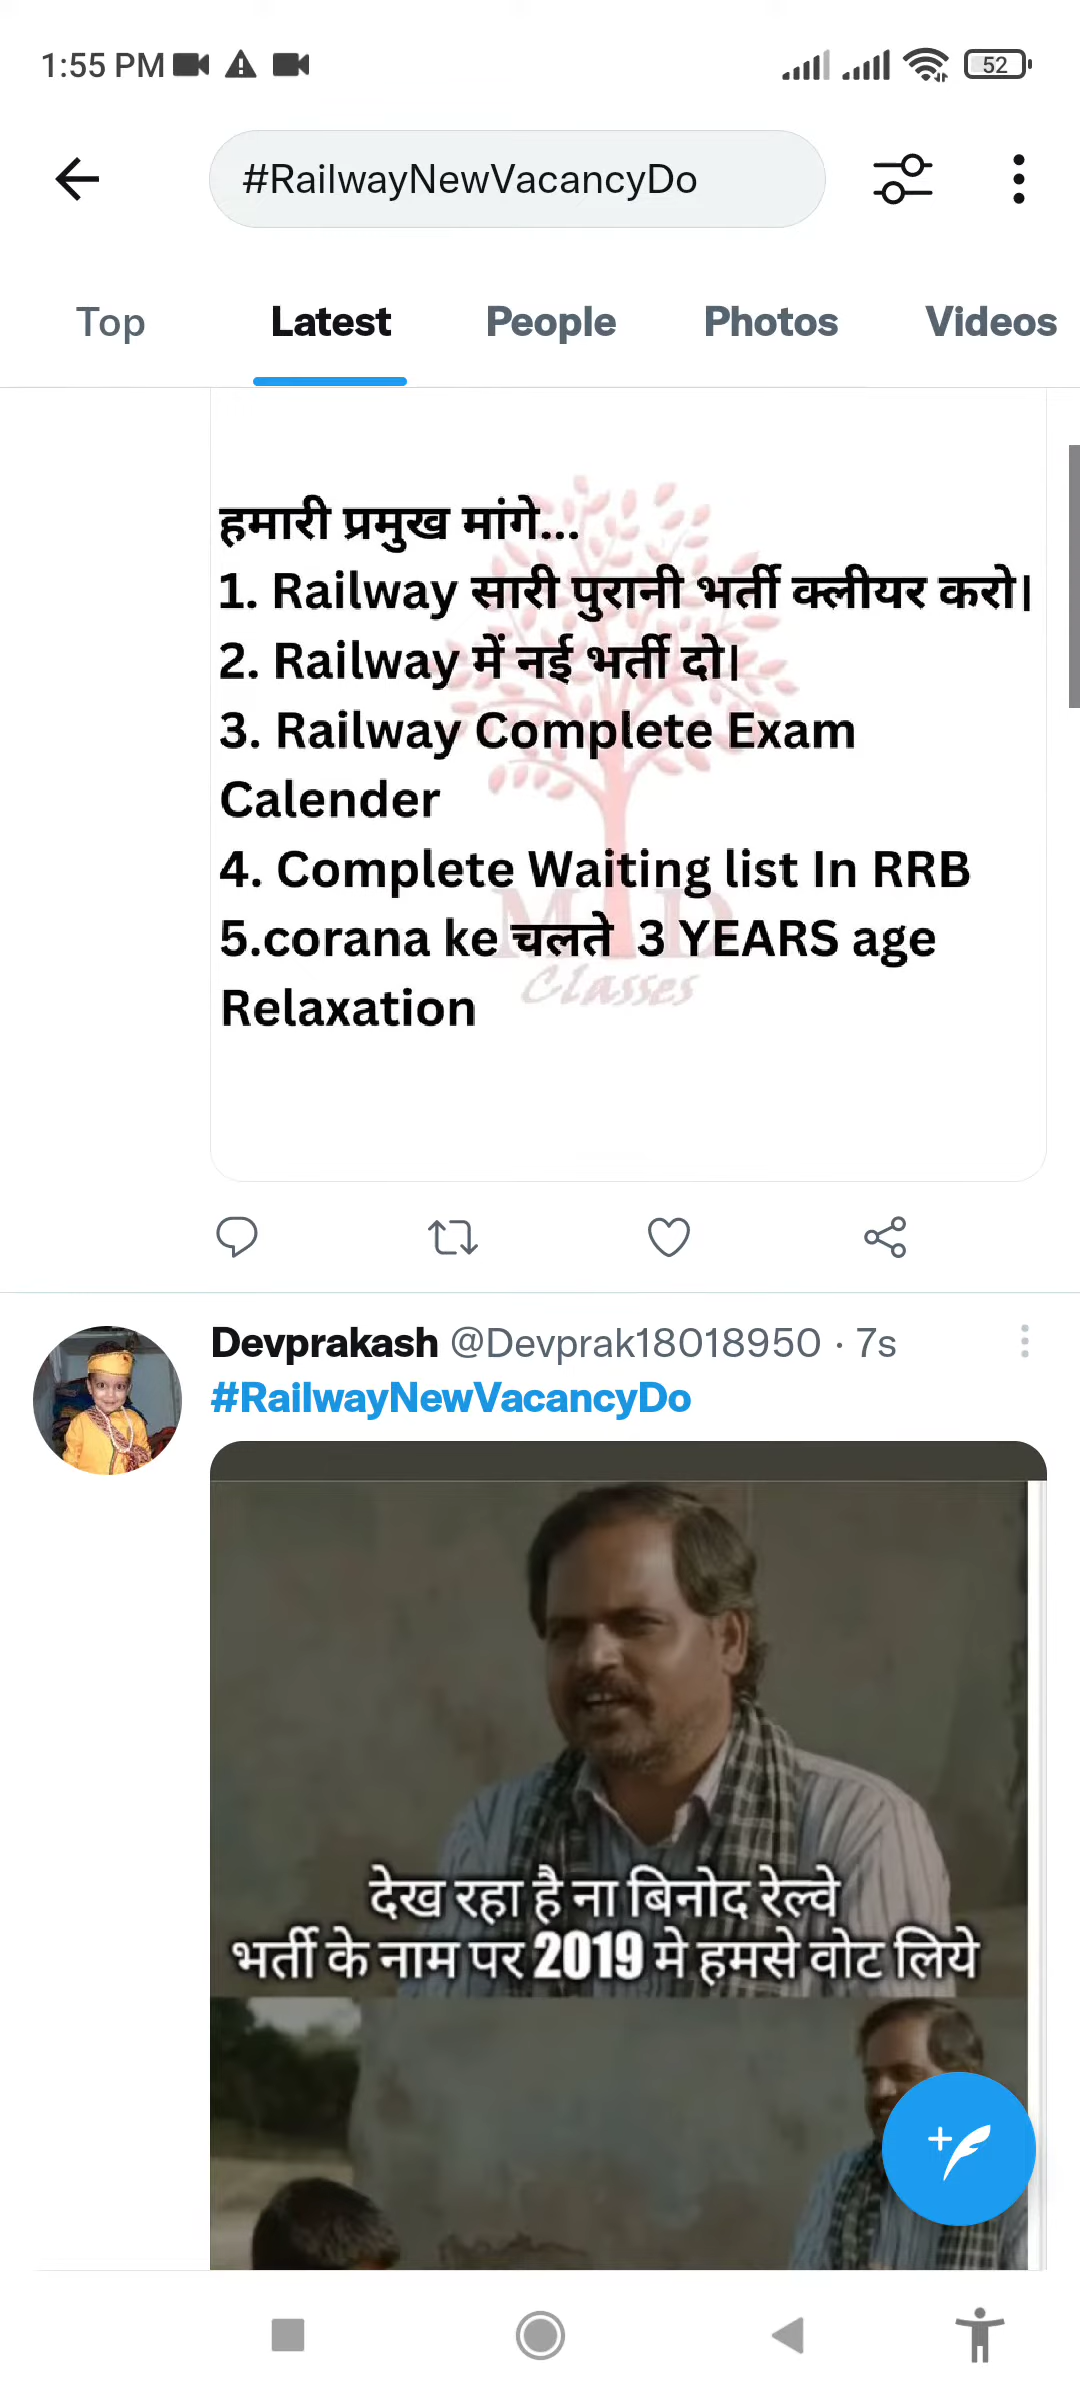 1:55 PM
52
#RailwayNewVacancyDo
Top Latest People Photos Videos
हमारी प्रमुख मांगे...
1. Railway सारी पुरानी भर्ती क्लीयर करो।
2. Railway में नई भर्ती दो।
3. Railway Complete Exam
Calender
4. Complete Waiting list In RRB
5.corana ke चलते 3 YEARS age
Relaxation
M D
Classes
Devprakash @Devprak18018950 · 7s
#RailwayNewVacancyDo
देख रहा है ना बिनोद रेल्वे
भर्ती के नाम पर 2019 मे हमसे वोट लिये